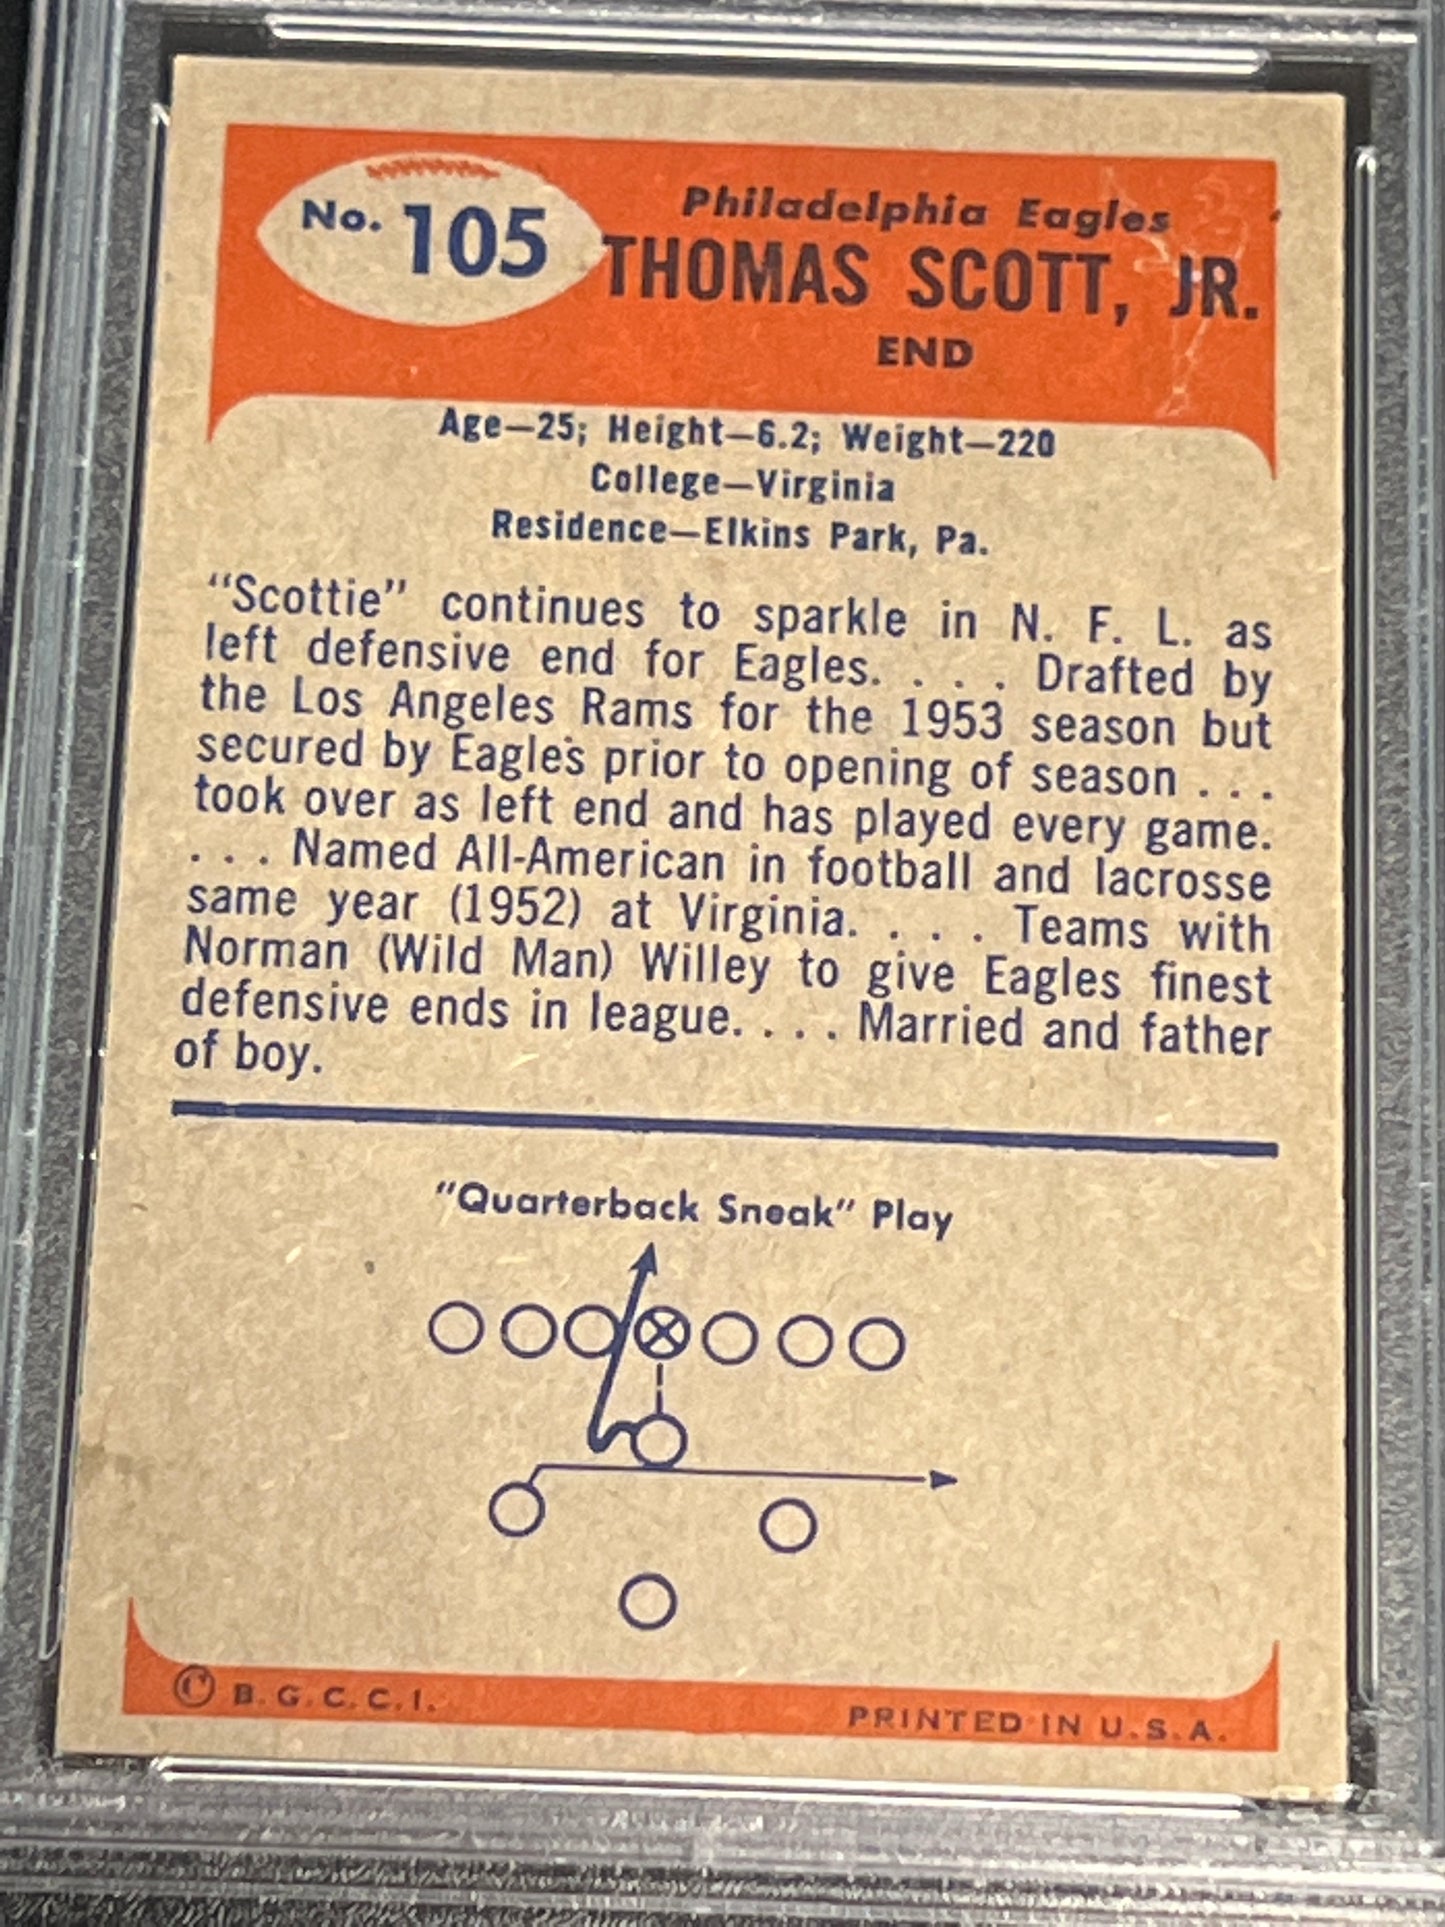 No. 105
Philadelphia Eagles
THOMAS SCOTT, JR.
END
Age—25; Height—6.2; Weight—220
College—Virginia
Residence—Elkins Park, Pa.
"Scottie" continues to sparkle in N. F. L. as
left defensive end for Eagles. . . . Drafted by
the Los Angeles Rams for the 1953 season but
secured by Eagles prior to opening of season . . .
took over as left end and has played every game.
. . . Named All-American in football and lacrosse
same year (1952) at Virginia. . . . Teams with
Norman (Wild Man) Willey to give Eagles finest
defensive ends in league. . . . Married and father
of boy.
"Quarterback Sneak" Play
© B.G.C.C.I.
PRINTED IN U.S.A.